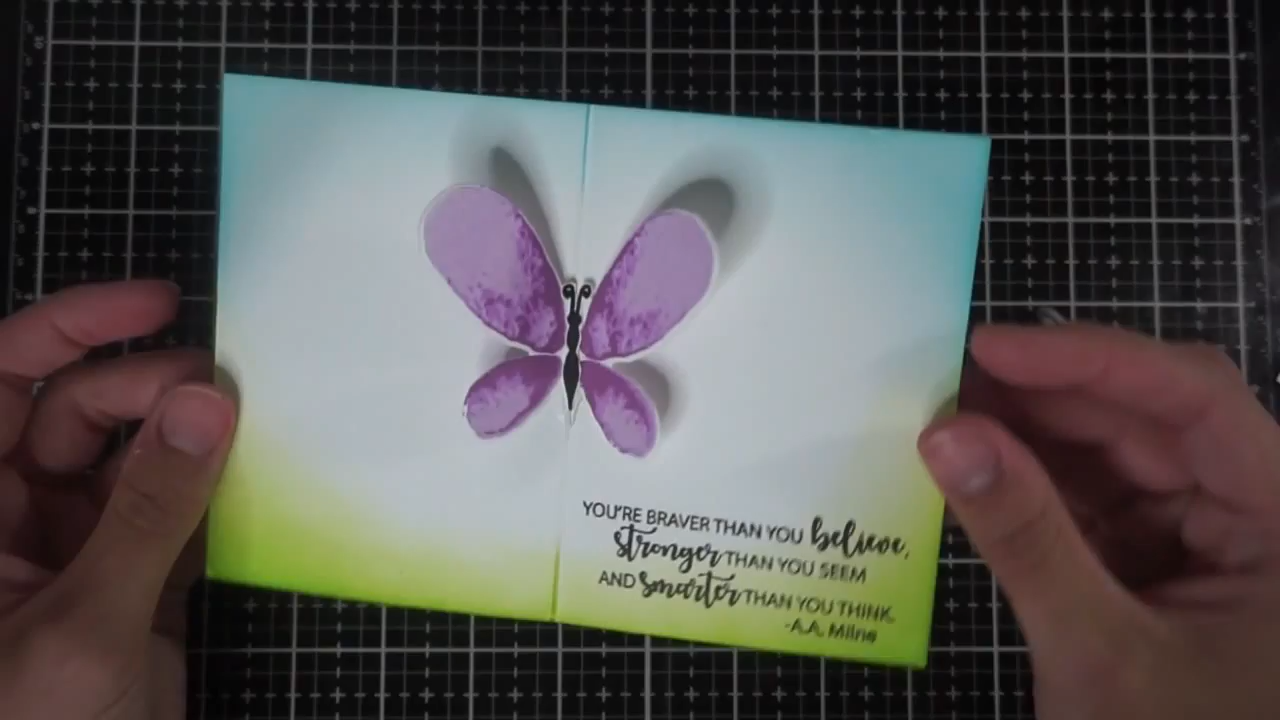 YOU'RE BRAVER THAN YOU believe,
stronger THAN YOU SEEM
AND smarter THAN YOU THINK.
-A.A. Milne